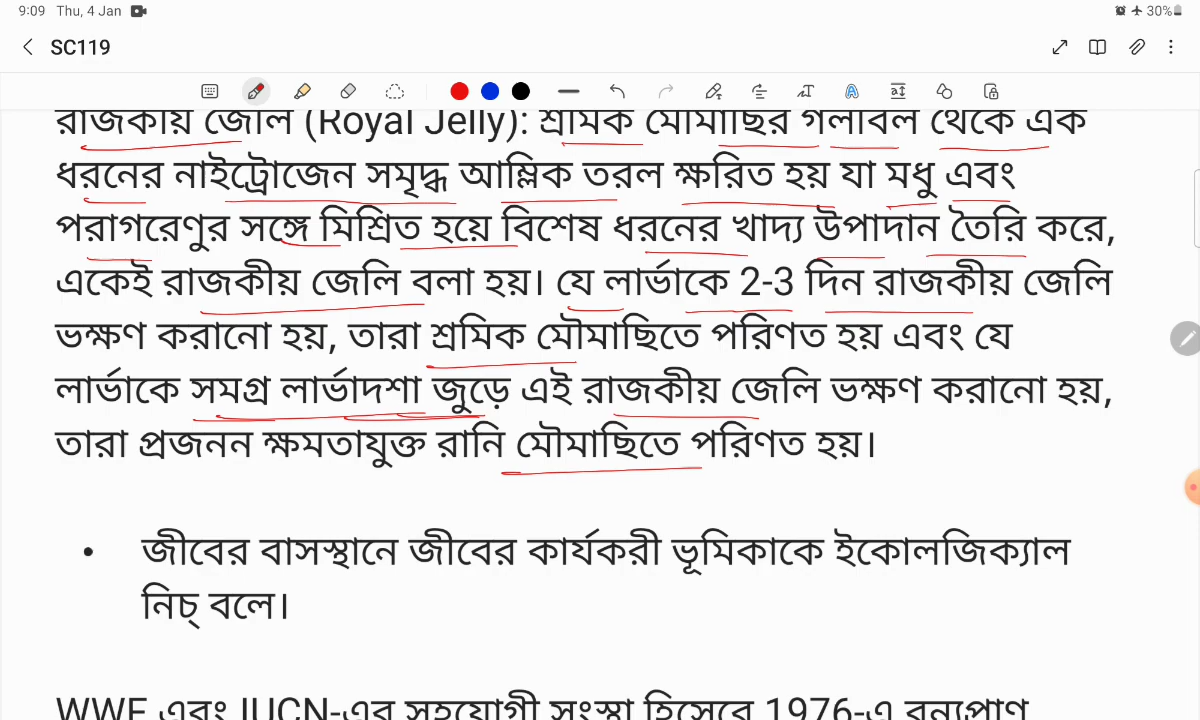 9:09 Thu, 4 Jan
30%
SC119
রাজকীয় জেলি (Royal Jelly): শ্রমিক মৌমাছির গলবিল থেকে এক
ধরনের নাইট্রোজেন সমৃদ্ধ আম্লিক তরল ক্ষরিত হয় যা মধু এবং
পরাগরেণুর সঙ্গে মিশ্রিত হয়ে বিশেষ ধরনের খাদ্য উপাদান তৈরি করে,
একেই রাজকীয় জেলি বলা হয়। যে লার্ভাকে 2-3 দিন রাজকীয় জেলি
ভক্ষণ করানো হয়, তারা শ্রমিক মৌমাছিতে পরিণত হয় এবং যে
লার্ভাকে সমগ্র লার্ভাদশা জুড়ে এই রাজকীয় জেলি ভক্ষণ করানো হয়,
তারা প্রজনন ক্ষমতাযুক্ত রানি মৌমাছিতে পরিণত হয়।
• জীবের বাসস্থানে জীবের কার্যকরী ভূমিকাকে ইকোলজিক্যাল
নিচ্ বলে।
WWF এবং IUCN-এর সহযোগী সংস্থা হিসেবে 1976-এ বন্যপ্রাণ